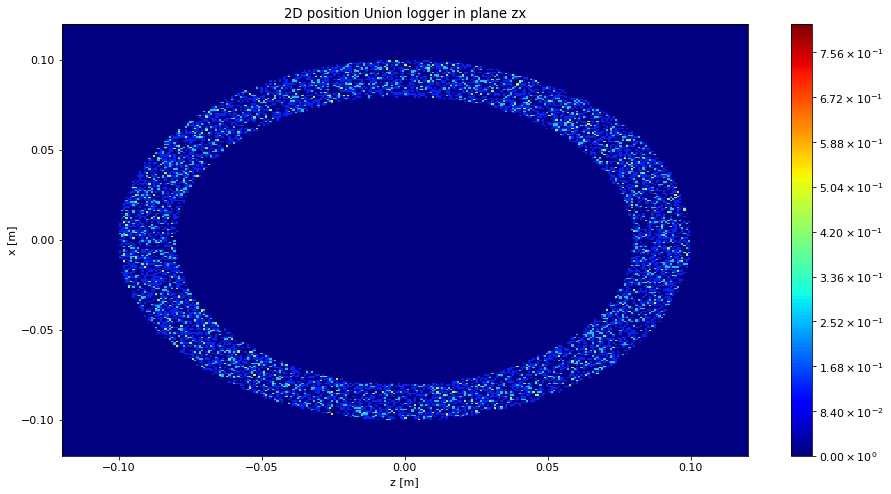 2D position Union logger in plane zx
0.10
0.05
0.00
−0.05
−0.10
x [m]
−0.10
−0.05
0.00
0.05
0.10
z [m]
7.56 × 10⁻¹
6.72 × 10⁻¹
5.88 × 10⁻¹
5.04 × 10⁻¹
4.20 × 10⁻¹
3.36 × 10⁻¹
2.52 × 10⁻¹
1.68 × 10⁻¹
8.40 × 10⁻²
0.00 × 10⁰